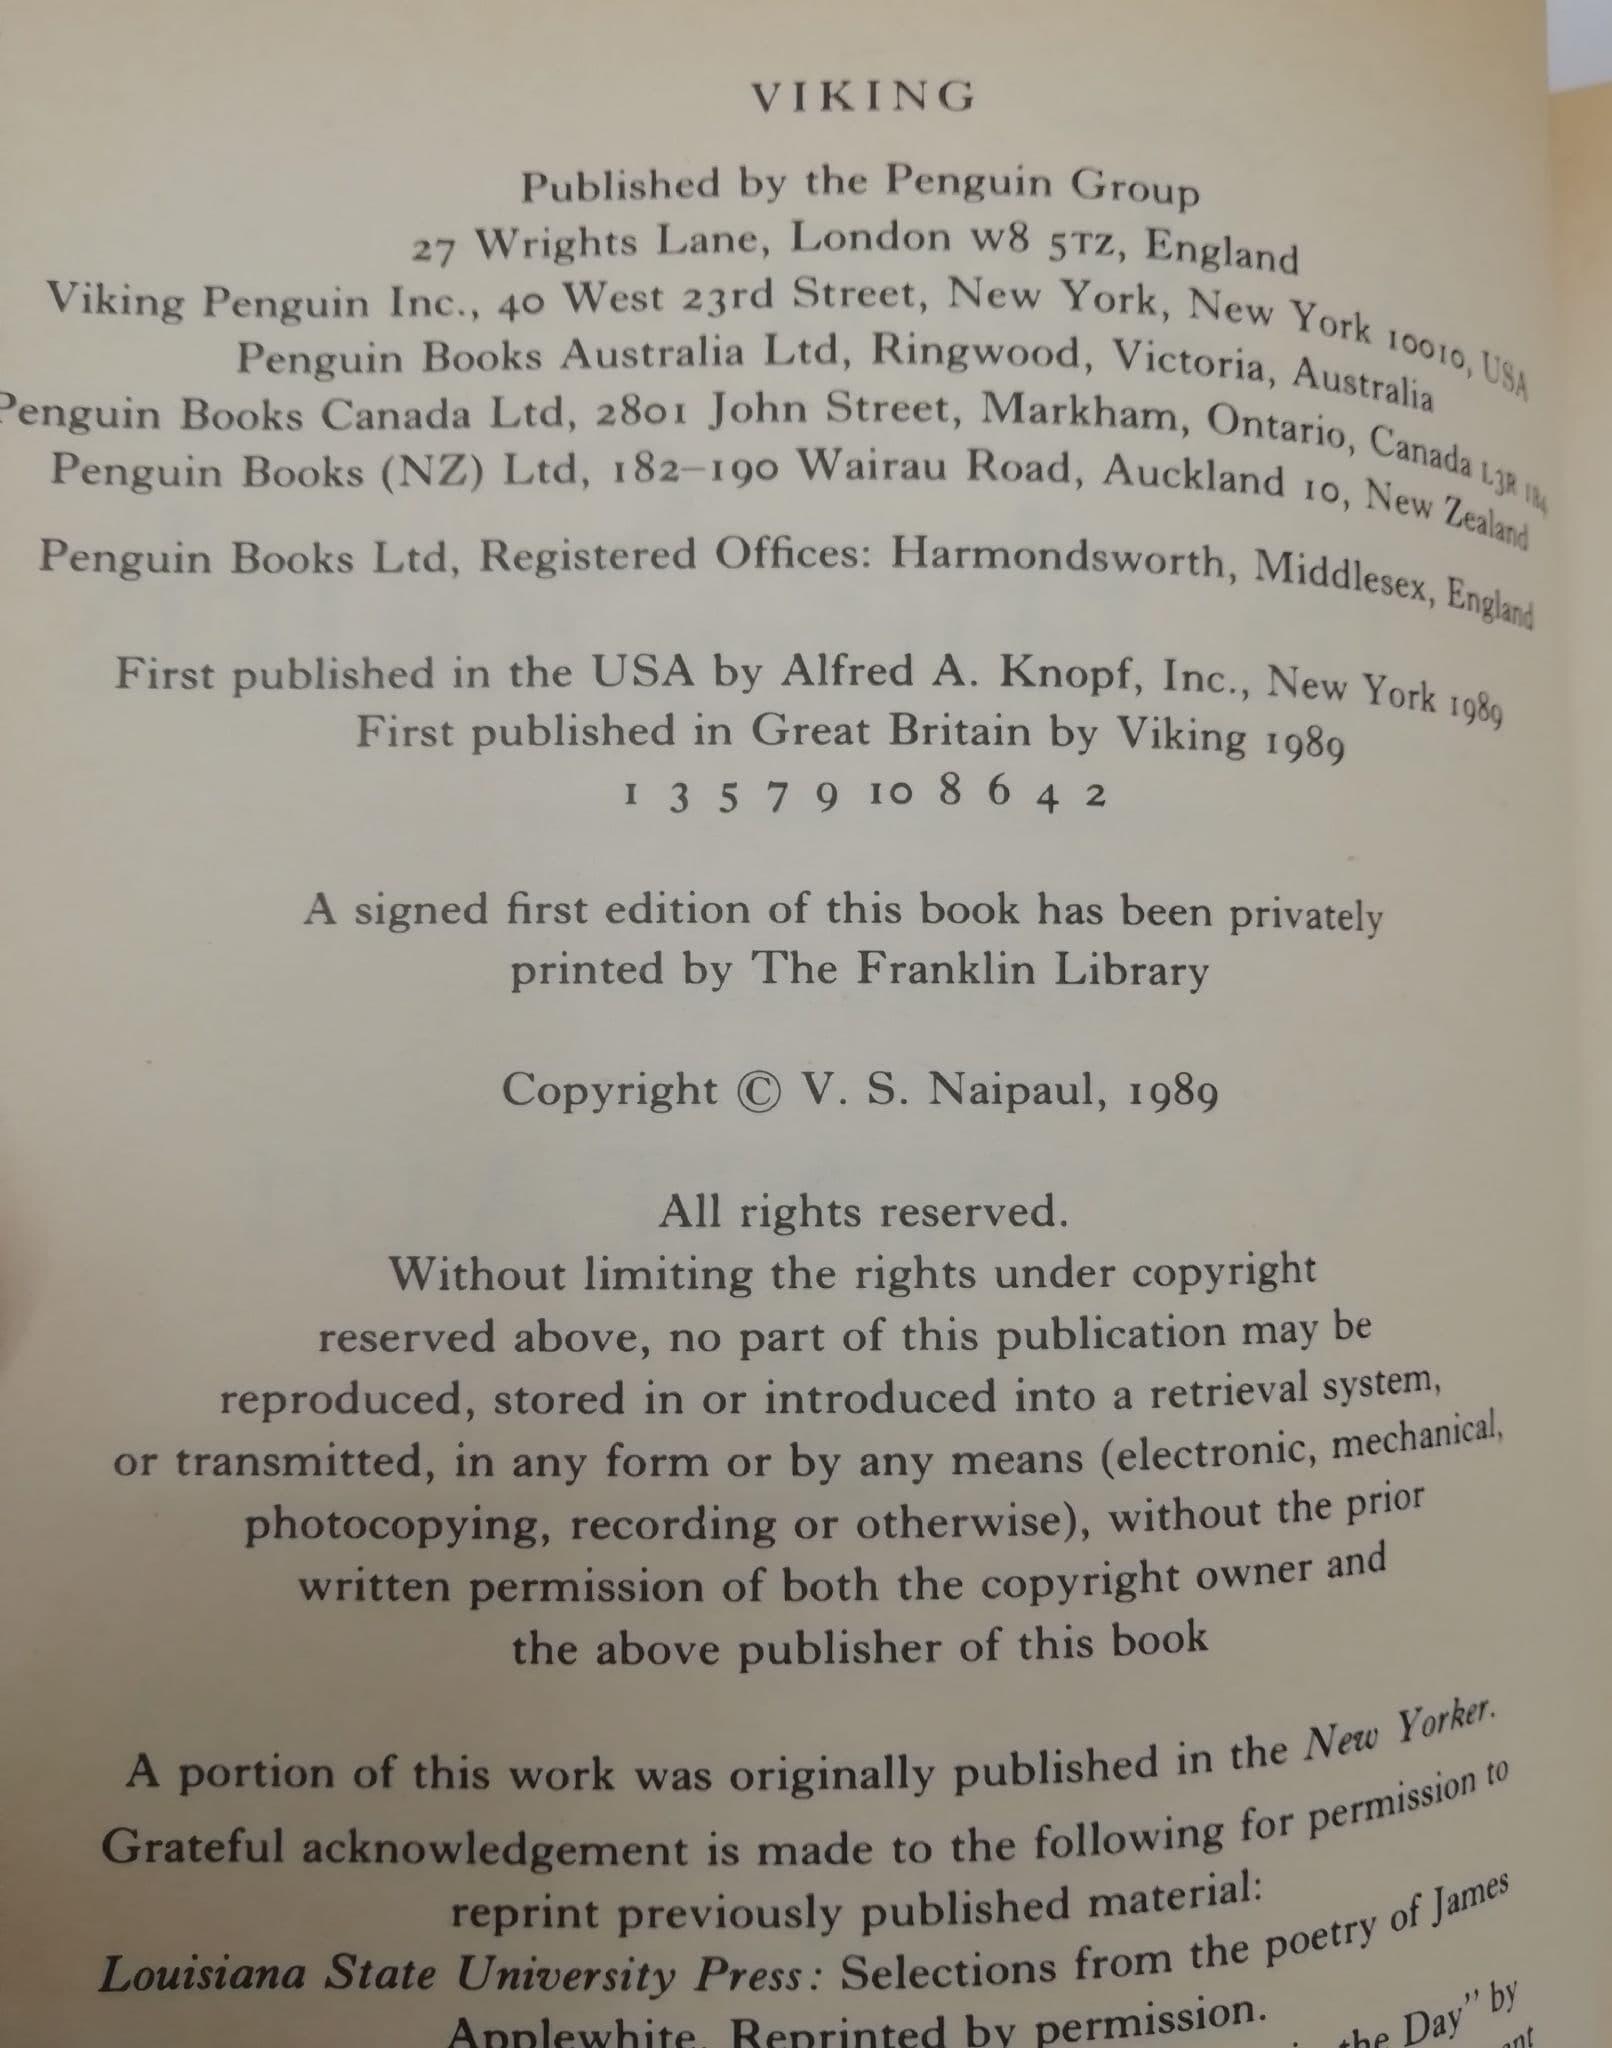 VIKING
Published by the Penguin Group
27 Wrights Lane, London w8 5TZ, England
Viking Penguin Inc., 40 West 23rd Street, New York, New York 10010, USA
Penguin Books Australia Ltd, Ringwood, Victoria, Australia
Penguin Books Canada Ltd, 2801 John Street, Markham, Ontario, Canada L3R 1B4
Penguin Books (NZ) Ltd, 182–190 Wairau Road, Auckland 10, New Zealand
Penguin Books Ltd, Registered Offices: Harmondsworth, Middlesex, England
First published in the USA by Alfred A. Knopf, Inc., New York 1989
First published in Great Britain by Viking 1989
1 3 5 7 9 10 8 6 4 2
A signed first edition of this book has been privately
printed by The Franklin Library
Copyright © V. S. Naipaul, 1989
All rights reserved.
Without limiting the rights under copyright
reserved above, no part of this publication may be
reproduced, stored in or introduced into a retrieval system,
or transmitted, in any form or by any means (electronic, mechanical,
photocopying, recording or otherwise), without the prior
written permission of both the copyright owner and
the above publisher of this book
A portion of this work was originally published in the New Yorker.
Grateful acknowledgement is made to the following for permission to
reprint previously published material:
Louisiana State University Press: Selections from the poetry of James
Applewhite. Reprinted by permission.
the Day" by